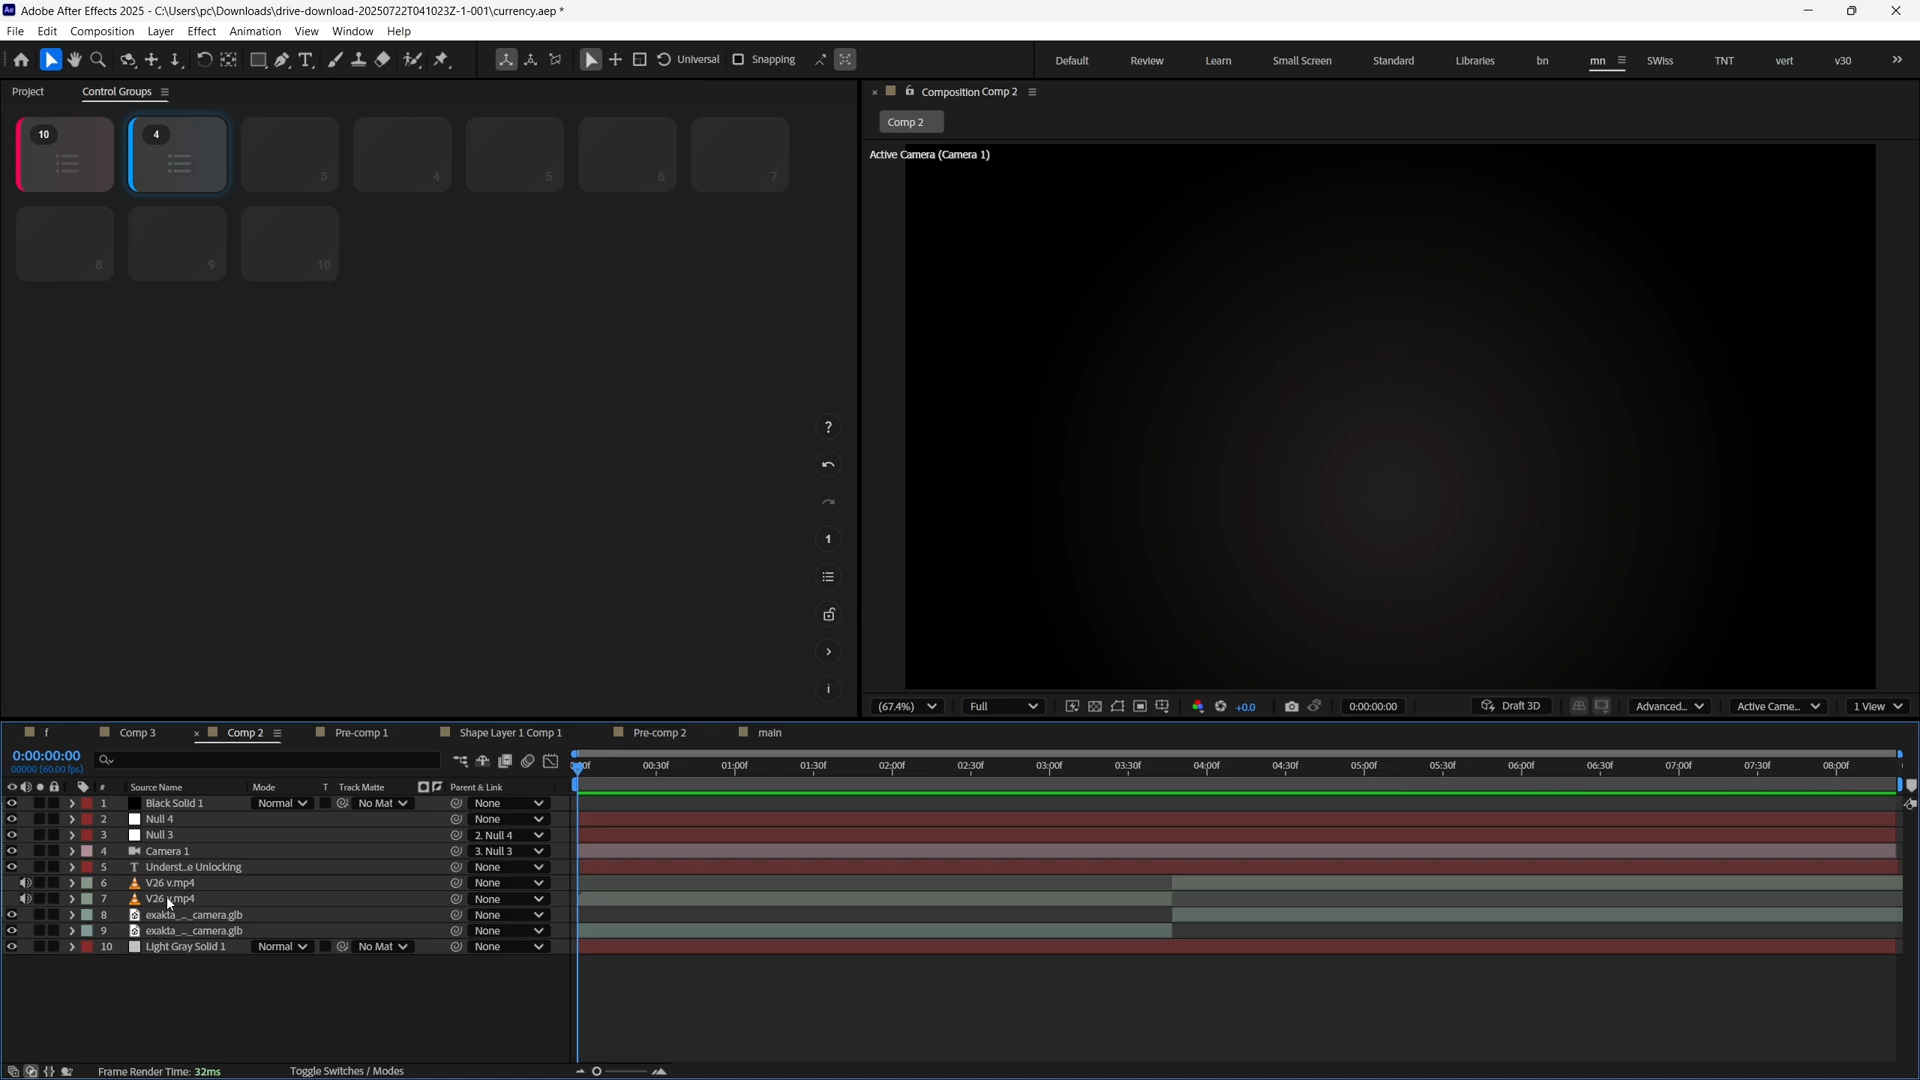 Ae Adobe After Effects 2025 - C:\Users\pc\Downloads\drive-download-20250722T041023Z-1-001\currency.aep *
File Edit Composition Layer Effect Animation View Window Help
Universal Snapping Default Review Learn Small Screen Standard Libraries bn mn SWiss TNT vert v30
Project Control Groups
10 4 3 4 5 6 7
8 9 10
?
1
i
Composition Comp 2
Comp 2
Active Camera (Camera 1)
(67.4%) Full +0.0 0:00:00:00 Draft 3D Advanced... Active Came... 1 View
f Comp 3 Comp 2 Pre-comp 1 Shape Layer 1 Comp 1 Pre-comp 2 main
0:00:00:00
00000 (60.00 fps)
00:30f 01:00f 01:30f 02:00f 02:30f 03:00f 03:30f 04:00f 04:30f 05:00f 05:30f 06:00f 06:30f 07:00f 07:30f 08:00f
# Source Name Mode T Track Matte Parent & Link
1 Black Solid 1 Normal No Mat None
2 Null 4 None
3 Null 3 2. Null 4
4 Camera 1 3. Null 3
5 T Underst...e Unlocking None
6 V26 v.mp4 None
7 V26 v.mp4 None
8 exakta_..._camera.glb None
9 exakta_..._camera.glb None
10 Light Gray Solid 1 Normal No Mat None
Frame Render Time: 32ms Toggle Switches / Modes